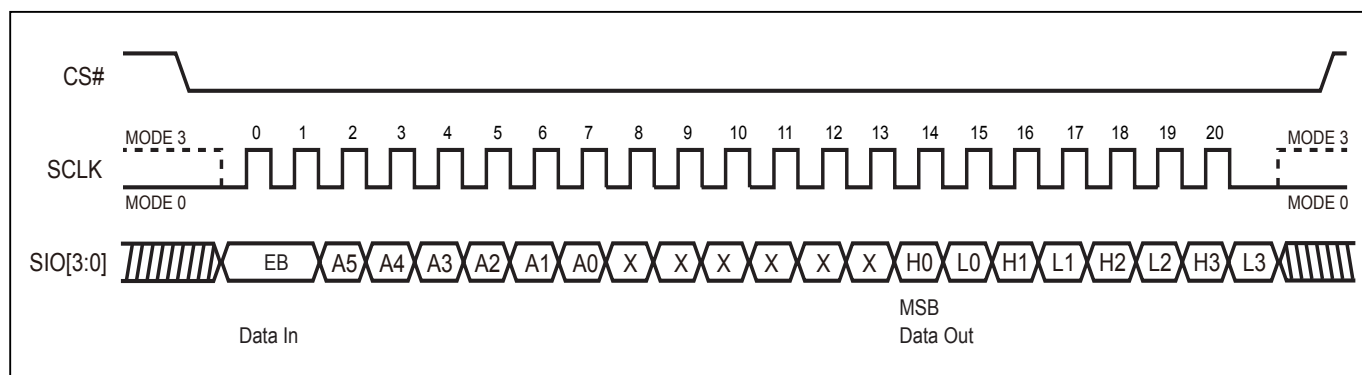 CS#
0 1 2 3 4 5 6 7 8 9 10 11 12 13 14 15 16 17 18 19 20
MODE 3 MODE 3
SCLK
MODE 0 MODE 0
SIO[3:0] EB A5 A4 A3 A2 A1 A0 X X X X X X H0 L0 H1 L1 H2 L2 H3 L3
MSB
Data In Data Out